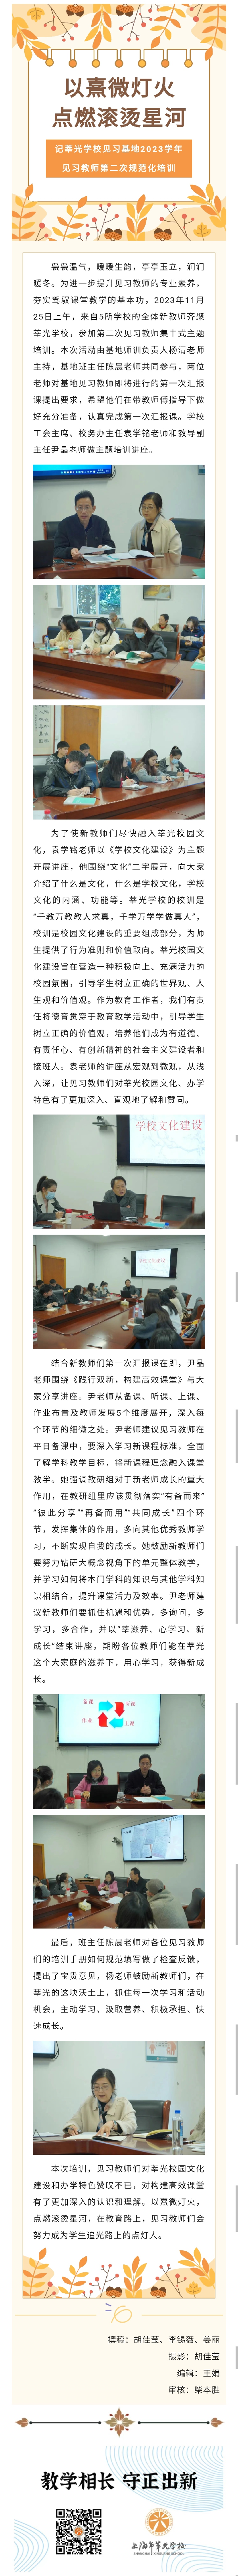 以熹微灯火
点燃滚烫星河
记莘光学校见习基地2023学年
见习教师第二次规范化培训
袅袅温气，暖暖生韵，亭亭玉立，润润
暖冬。为进一步提升见习教师的专业素养，
夯实驾驭课堂教学的基本功，2023年11月
25日上午，来自5所学校的全体新教师齐聚
莘光学校，参加第二次见习教师集中式主题
培训。本次活动由基地师训负责人杨清老师
主持，基地班主任陈晨老师共同参与，两位
老师对基地见习教师即将进行的第一次汇报
课提出要求，希望他们在带教师傅指导下做
好充分准备，认真完成第一次汇报课。学校
工会主席、校务办主任袁学铭老师和教导副
主任尹晶老师做主题培训讲座。
为了使新教师们尽快融入莘光校园文
化，袁学铭老师以《学校文化建设》为主题
开展讲座，他围绕“文化”二字展开，向大家
介绍了什么是文化，什么是学校文化，学校
文化的内涵、功能等。莘光学校的校训是
“千教万教教人求真，千学万学学做真人”，
校训是校园文化建设的重要组成部分，为师
生提供了行为准则和价值取向。莘光校园文
化建设旨在营造一种积极向上、充满活力的
校园氛围，引导学生树立正确的世界观、人
生观和价值观。作为教育工作者，我们有责
任将德育贯穿于教育教学活动中，引导学生
树立正确的价值观，培养他们成为有道德、
有责任心、有创新精神的社会主义建设者和
接班人。袁老师的讲座从宏观到微观，从浅
入深，让见习教师们对莘光校园文化、办学
特色有了更加深入、直观地了解和赞同。
学校文化建设
学校文化建设
结合新教师们第一次汇报课在即，尹晶
老师围绕《践行双新，构建高效课堂》与大
家分享讲座。尹老师从备课、听课、上课、
作业布置及教师发展5个维度展开，深入每
个环节的细微之处。尹老师建议见习教师在
平日备课中，要深入学习新课程标准，全面
了解学科教学目标，将新课程理念融入课堂
教学。她强调教研组对于新老师成长的重大
作用，在教研组里应该贯彻落实“有备而来”
“彼此分享”“再备而用”“共同成长”四个环
节，发挥集体的作用，多向其他优秀教师学
习，不断实现自我的成长。她鼓励新教师们
要努力钻研大概念视角下的单元整体教学，
并学习如何将本门学科的知识与其他学科知
识相结合，提升课堂活力及效率。尹老师建
议新教师们要抓住机遇和优势，多询问，多
学习，多合作，并以“莘滋养、心学习、新
成长”结束讲座，期盼各位教师们能在莘光
这个大家庭的滋养下，用心学习，获得新成
长。
备课
听课
作业
上课
最后，班主任陈晨老师对各位见习教师
们的培训手册如何规范填写做了检查反馈，
提出了宝贵意见，杨老师鼓励新教师们，在
莘光的这块沃土上，抓住每一次学习和活动
机会，主动学习、汲取营养、积极承担、快
速成长。
本次培训，见习教师们对莘光校园文化
建设和办学特色赞叹不已，对构建高效课堂
有了更加深入的认识和理解。以熹微灯火，
点燃滚烫星河，在教育路上，见习教师们会
努力成为学生追光路上的点灯人。
撰稿：胡佳莹、李锡薇、姜丽
摄影：胡佳莹
编辑：王娟
审核：柴本胜
教学相长 守正出新
上海市莘光学校